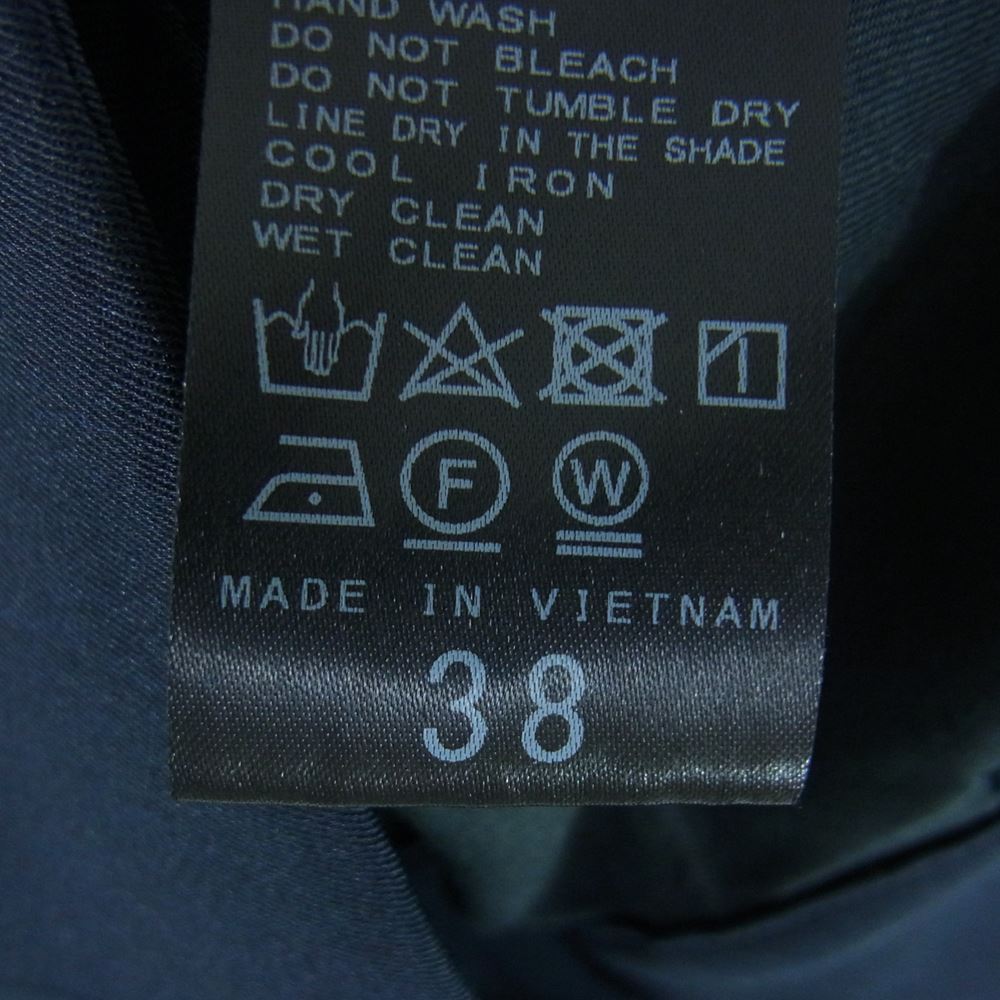 HAND WASH
DO NOT BLEACH
DO NOT TUMBLE DRY
LINE DRY IN THE SHADE
COOL IRON
DRY CLEAN
WET CLEAN
F W
MADE IN VIETNAM
38